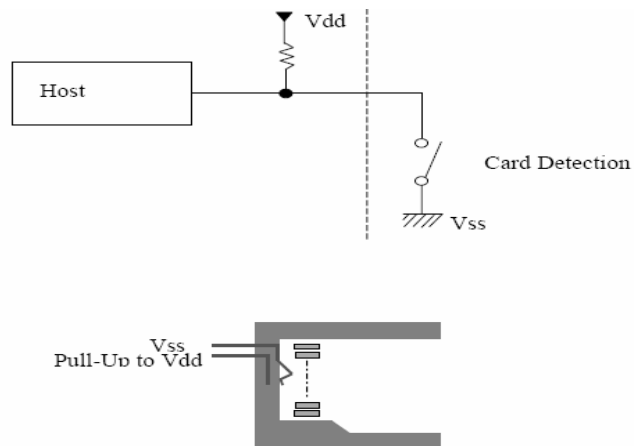 Vdd
Host
Card Detection
Vss
Vss
Pull-Up to Vdd